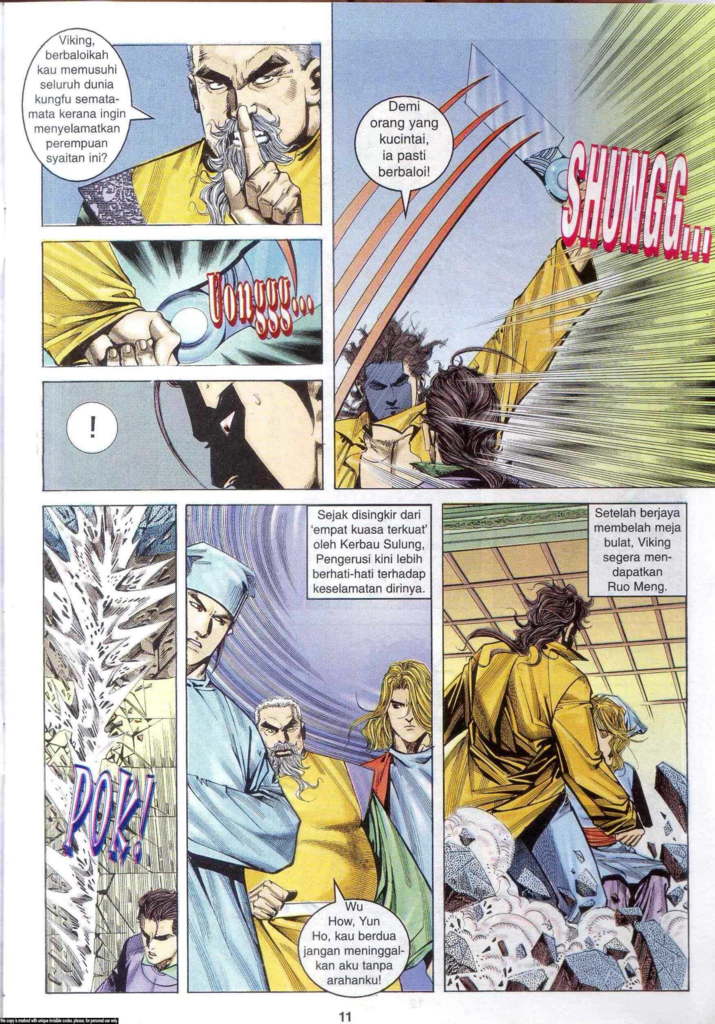 Viking,
berbaloikah
kau memusuhi
seluruh dunia
kungfu semata-
mata kerana ingin
menyelamatkan
perempuan
syaitan ini?
Demi
orang yang
kucintai,
ia pasti
berbaloi!
SHUNGG...
Uonggg...
!
POK!
Sejak disingkir dari
‘empat kuasa terkuat’
oleh Kerbau Sulung,
Pengerusi kini lebih
berhati-hati terhadap
keselamatan dirinya.
Wu
How, Yun
Ho, kau berdua
jangan meninggal-
kan aku tanpa
arahanku!
Setelah berjaya
membelah meja
bulat, Viking
segera men-
dapatkan
Ruo Meng.
11